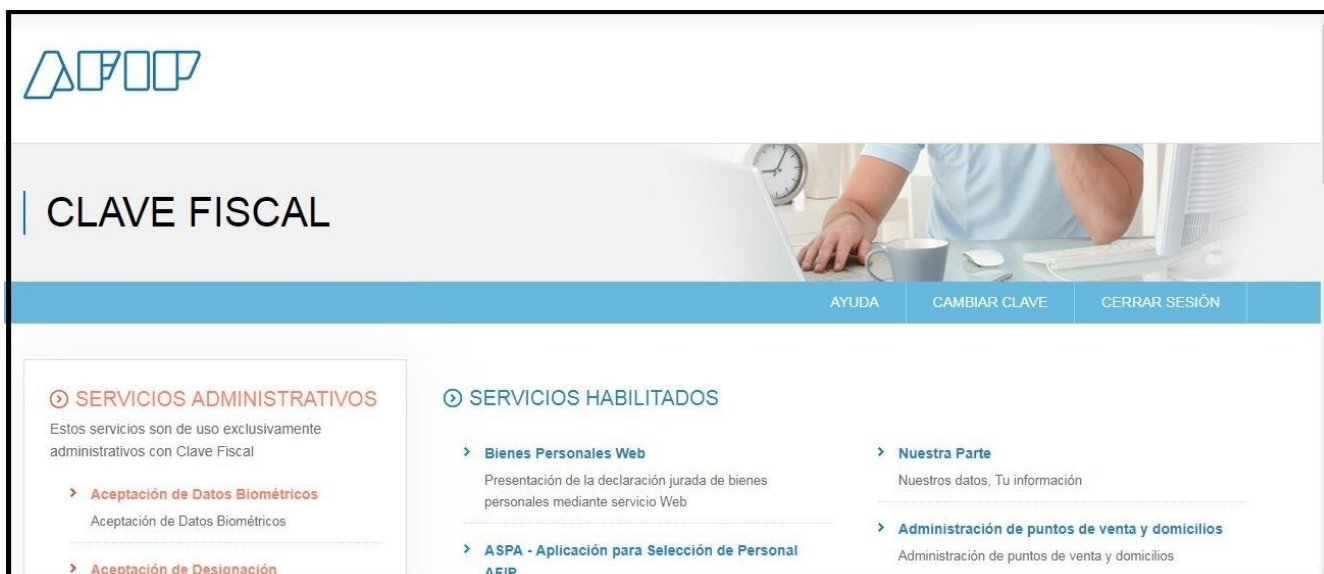 AFIP
CLAVE FISCAL
AYUDA
CAMBIAR CLAVE
CERRAR SESIÓN
SERVICIOS ADMINISTRATIVOS
Estos servicios son de uso exclusivamente
administrativos con Clave Fiscal
Aceptación de Datos Biométricos
Aceptación de Datos Biométricos
Aceptación de Designación
SERVICIOS HABILITADOS
Bienes Personales Web
Presentación de la declaración jurada de bienes
personales mediante servicio Web
ASPA - Aplicación para Selección de Personal
AFIP
Nuestra Parte
Nuestros datos, Tu información
Administración de puntos de venta y domicilios
Administración de puntos de venta y domicilios